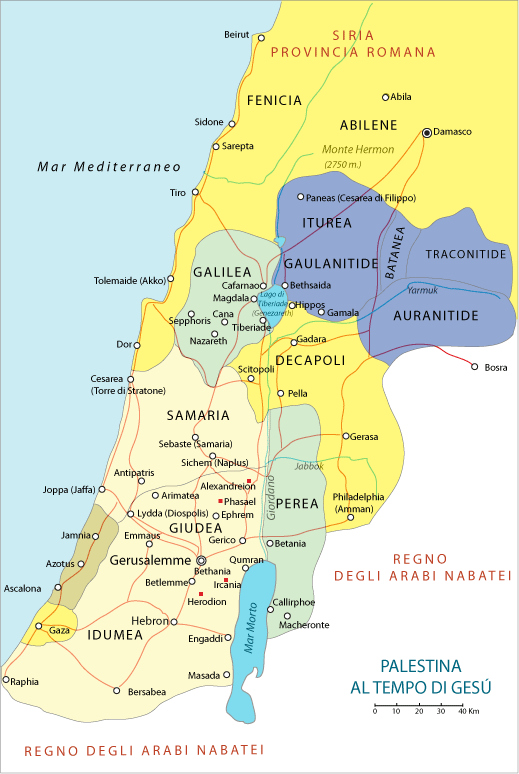 Beirut
SIRIA
PROVINCIA ROMANA
FENICIA
Abila
ABILENE
Damasco
Sidone
Sarepta
Monte Hermon
(2750 m.)
Mar Mediterraneo
Tiro
Paneas (Cesarea di Filippo)
ITUREA
BATANEA
TRACONITIDE
GALILEA
GAULANITIDE
Tolemaide (Akko)
Cafarnao
Bethsaida
Magdala
Lago di
Tiberiade
(Genezareth)
Yarmuk
Hippos
Gamala
Sepphoris
Cana
Tiberiade
AURANITIDE
Nazareth
Dor
Gadara
DECAPOLI
Bosra
Scitopoli
Cesarea
(Torre di Stratone)
Pella
SAMARIA
Sebaste (Samaria)
Gerasa
Sichem (Naplus)
Jabbok
Antipatris
Alexandreion
Giordano
Joppa (Jaffa)
Arimatea
Phasael
PEREA
Philadelphia
(Amman)
Lydda (Diospolis)
Ephrem
GIUDEA
Jamnia
Emmaus
Gerico
Betania
Azotus
Gerusalemme
Qumran
Bethania
REGNO
DEGLI ARABI NABATEI
Ascalona
Betlemme
Ircania
Herodion
Callirphoe
Macheronte
Mar Morto
Gaza
Hebron
IDUMEA
Engaddi
Raphia
Bersabea
Masada
PALESTINA
AL TEMPO DI GESÚ
0 10 20 30 40 Km
REGNO DEGLI ARABI NABATEI